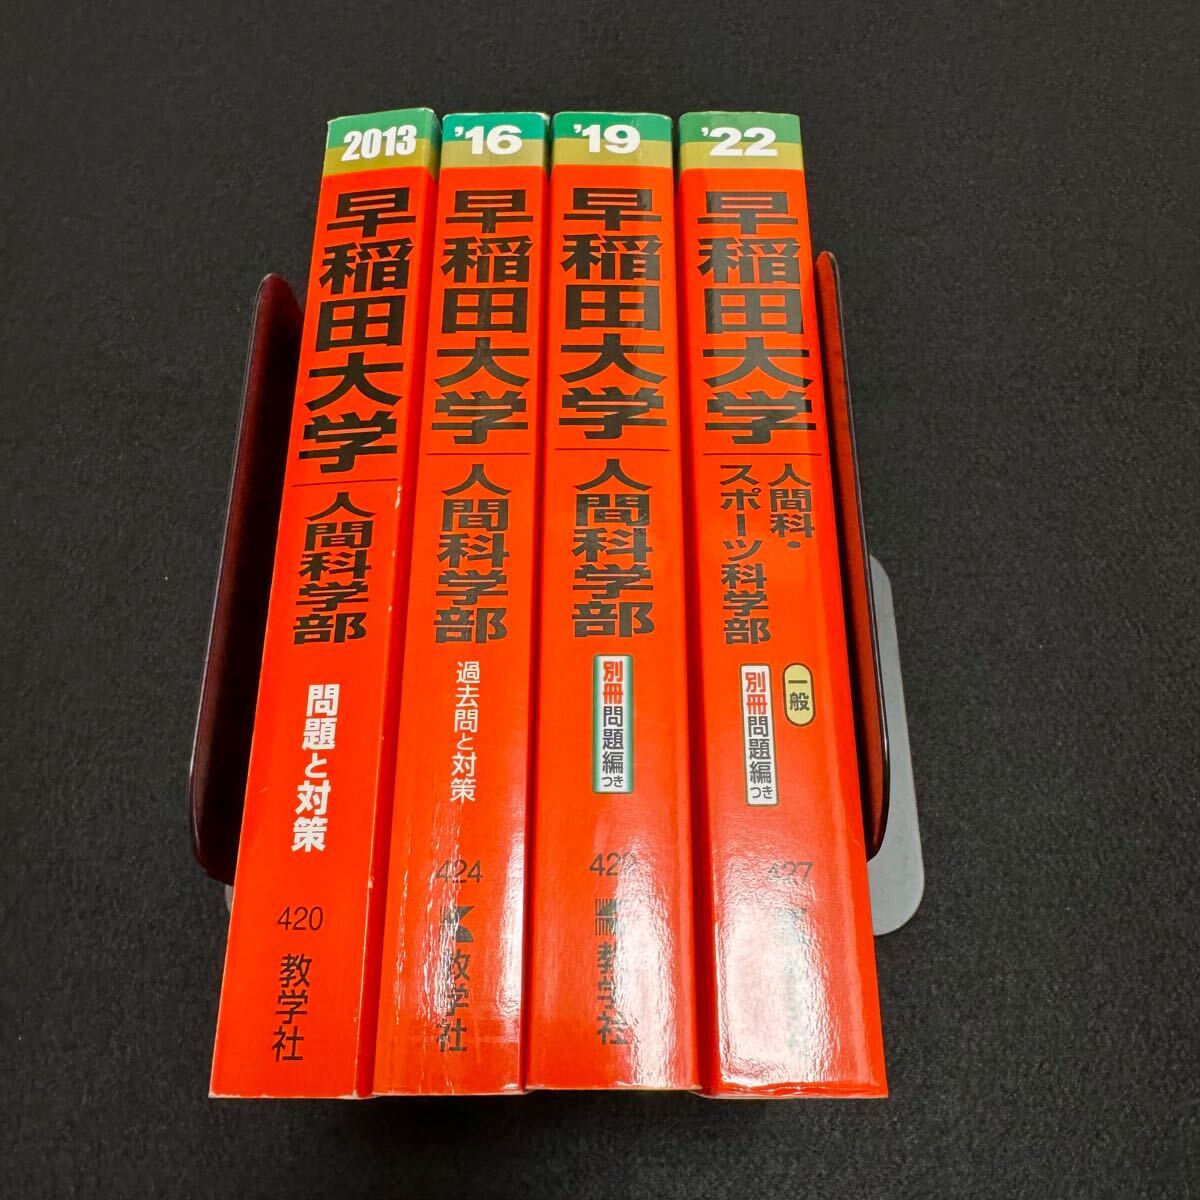 2013
早稲田大学
人間科学部
問題と対策
420
教学社
'16
早稲田大学
人間科学部
過去問と対策
424
教学社
'19
早稲田大学
人間科学部
別冊問題編つき
教学社
'22
早稲田大学
人間科・
スポーツ科学部
一般
別冊問題編つき
427
教学社